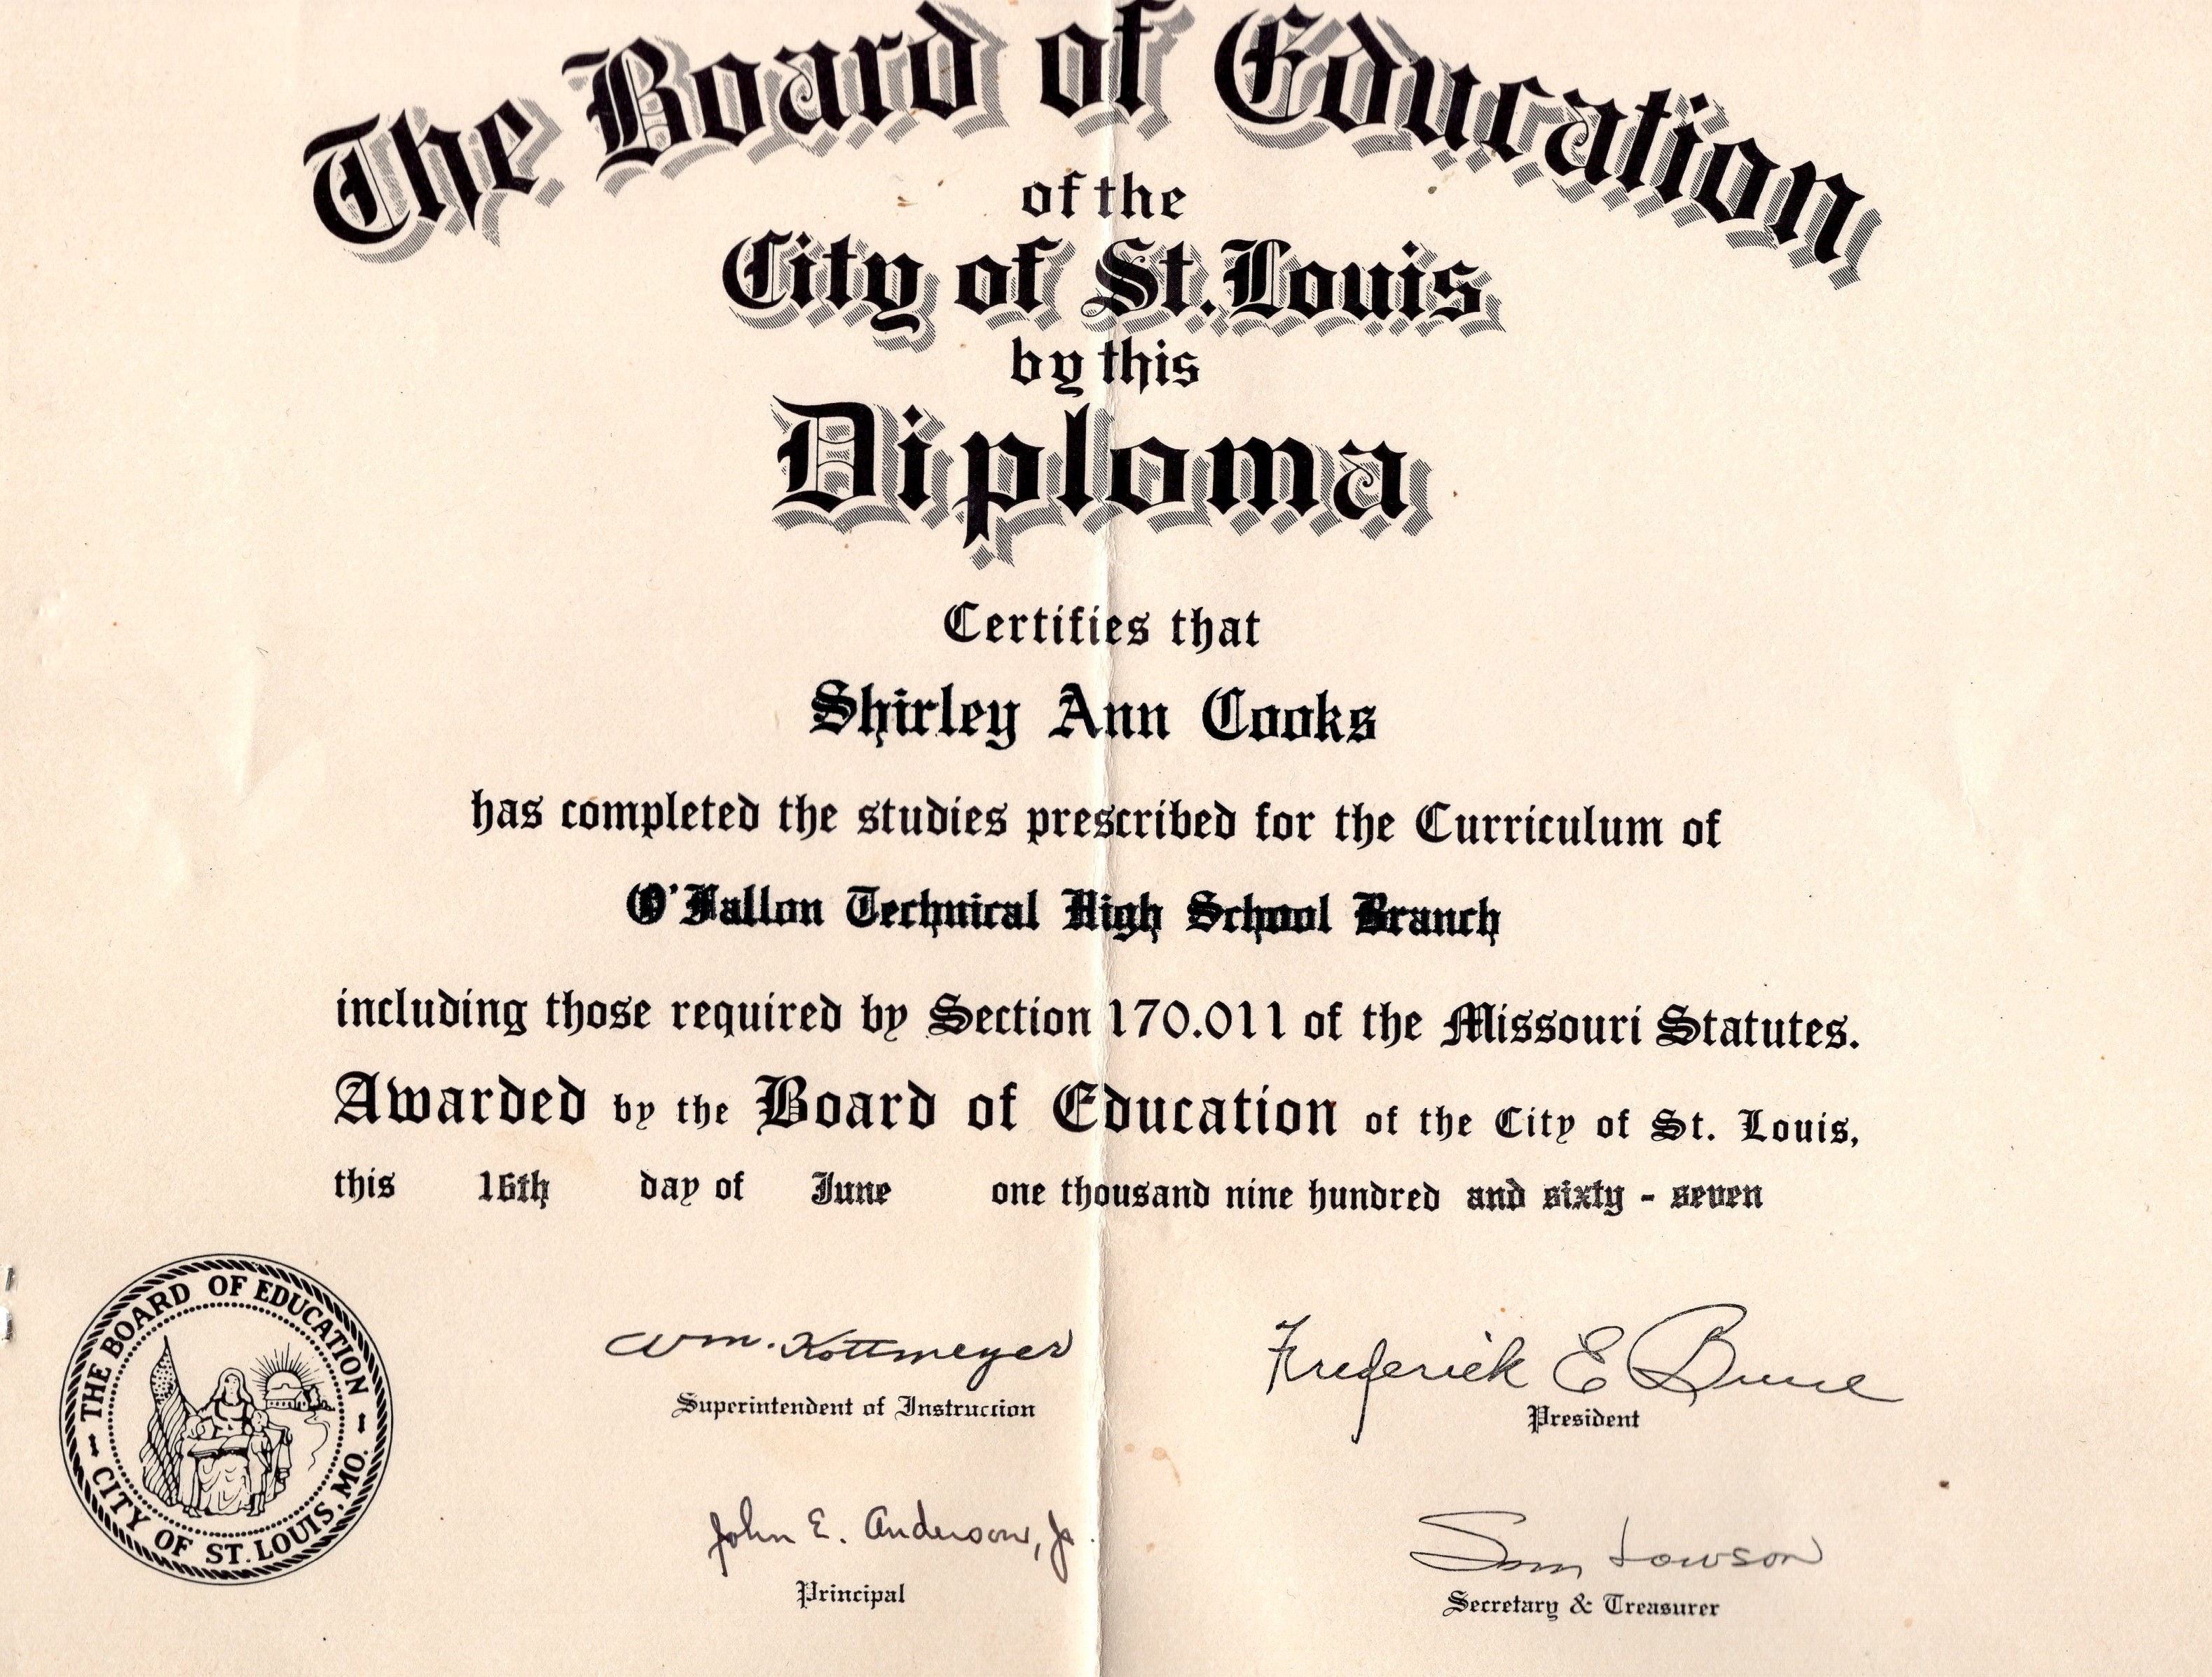 The Board of Education
of the
City of St. Louis
by this
Diploma
Certifies that
Shirley Ann Cooks
has completed the studies prescribed for the Curriculum of
O'Fallon Technical High School Branch
including those required by Section 170.011 of the Missouri Statutes.
Awarded by the Board of Education of the City of St. Louis,
this 16th day of June one thousand nine hundred and sixty - seven
THE BOARD OF EDUCATION
CITY OF ST. LOUIS, MO.
Wm. Kottmeyer
Superintendent of Instruction
Frederick E
President
John E. Anderson, Jr.
Principal
Sam
Secretary & Treasurer